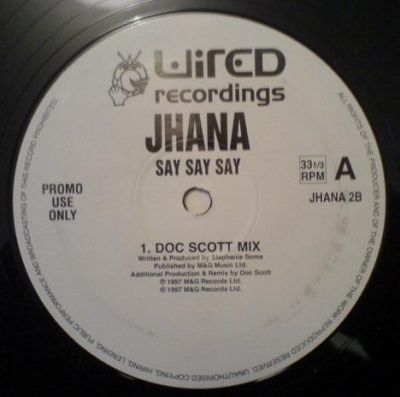 WIRED
recordings
JHANA
SAY SAY SAY
PROMO
USE
ONLY
33 1/3
RPM
A
JHANA 2B
1. DOC SCOTT MIX
Written & Produced by Stephanie Soma
Published by M&G Music Ltd.
Additional Production & Remix by Doc Scott
℗ 1997 M&G Records Ltd.
© 1997 M&G Records Ltd.
ALL RIGHTS OF THE PRODUCER AND OF THE OWNER OF THE WORK REPRODUCED RESERVED. UNAUTHORISED COPYING, HIRING, LENDING, PUBLIC PERFORMANCE AND BROADCASTING OF THIS RECORD PROHIBITED.